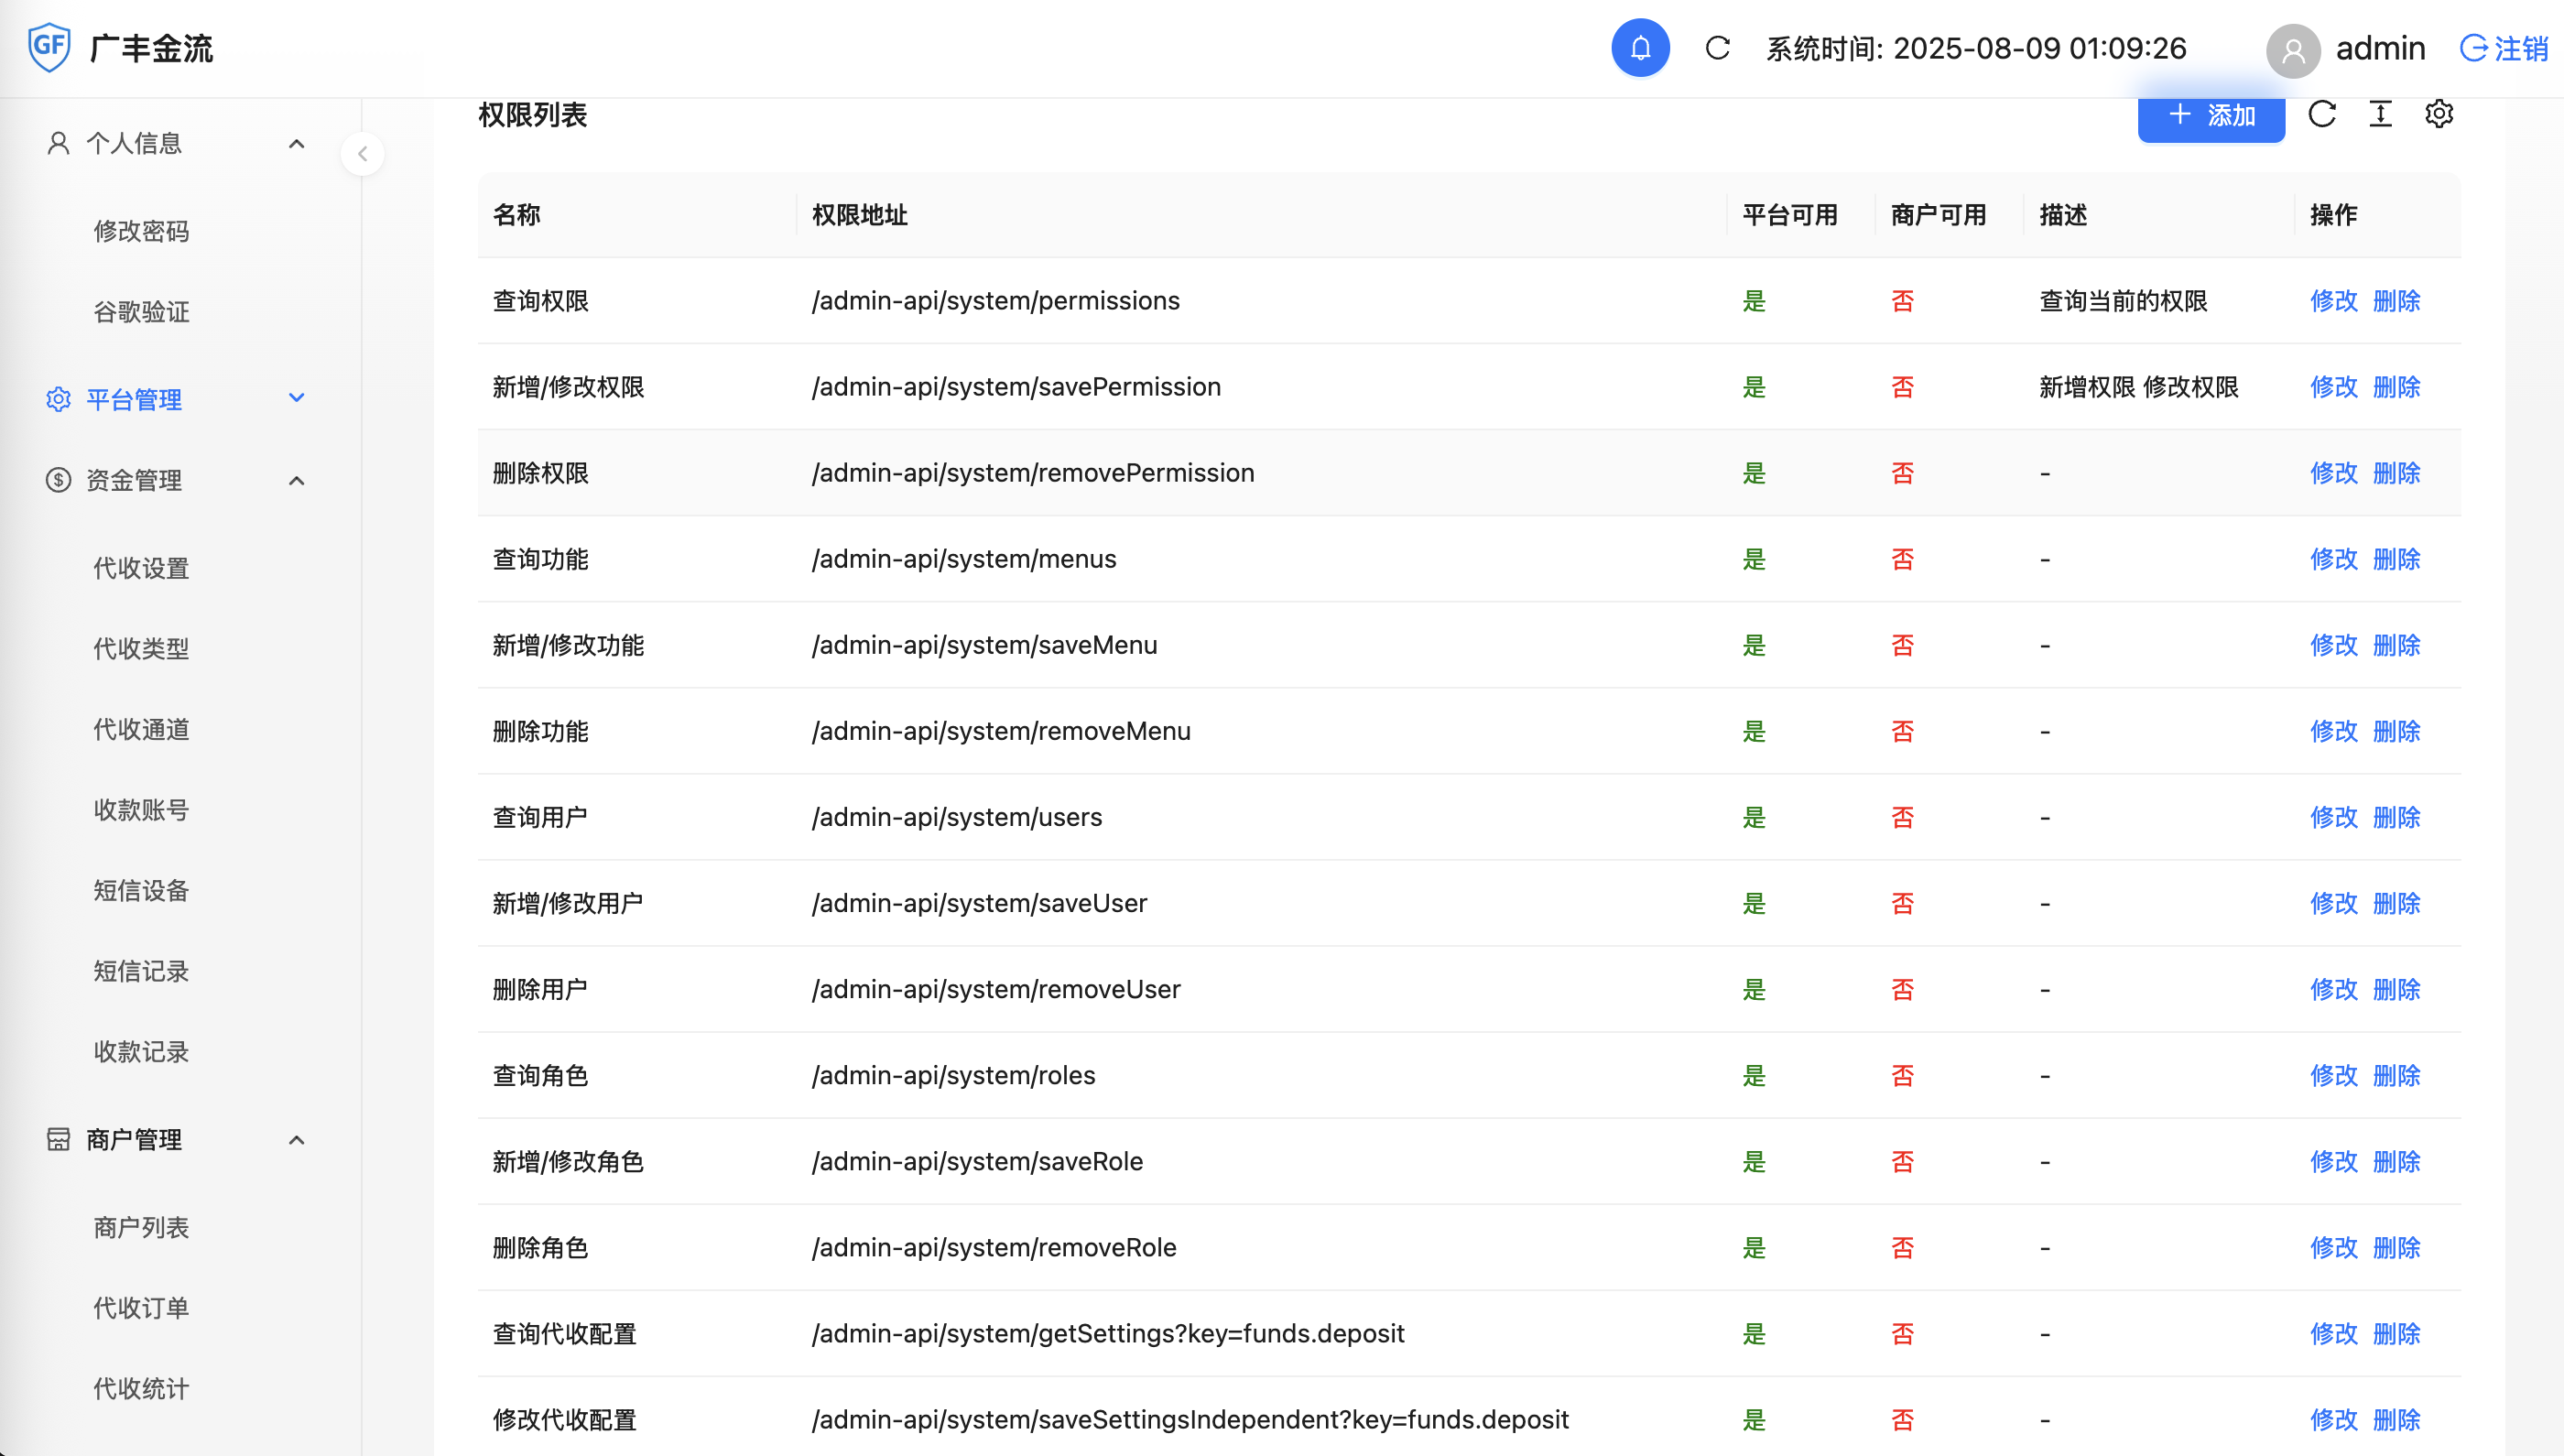 GF 广丰金流
系统时间: 2025-08-09 01:09:26 admin 注销
个人信息
修改密码
谷歌验证
平台管理
资金管理
代收设置
代收类型
代收通道
收款账号
短信设备
短信记录
收款记录
商户管理
商户列表
代收订单
代收统计
权限列表 添加
名称 权限地址 平台可用 商户可用 描述 操作
查询权限 /admin-api/system/permissions 是 否 查询当前的权限 修改 删除
新增/修改权限 /admin-api/system/savePermission 是 否 新增权限 修改权限 修改 删除
删除权限 /admin-api/system/removePermission 是 否 - 修改 删除
查询功能 /admin-api/system/menus 是 否 - 修改 删除
新增/修改功能 /admin-api/system/saveMenu 是 否 - 修改 删除
删除功能 /admin-api/system/removeMenu 是 否 - 修改 删除
查询用户 /admin-api/system/users 是 否 - 修改 删除
新增/修改用户 /admin-api/system/saveUser 是 否 - 修改 删除
删除用户 /admin-api/system/removeUser 是 否 - 修改 删除
查询角色 /admin-api/system/roles 是 否 - 修改 删除
新增/修改角色 /admin-api/system/saveRole 是 否 - 修改 删除
删除角色 /admin-api/system/removeRole 是 否 - 修改 删除
查询代收配置 /admin-api/system/getSettings?key=funds.deposit 是 否 - 修改 删除
修改代收配置 /admin-api/system/saveSettingsIndependent?key=funds.deposit 是 否 - 修改 删除